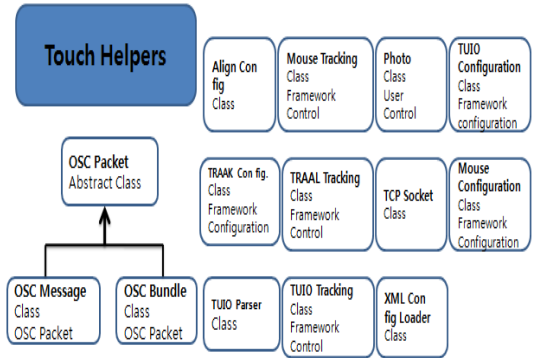 Touch Helpers
Align Con
fig
Class
Mouse Tracking
Class
Framework
Control
Photo
Class
User
Control
TUIO
Configuration
Class
Framework
configuration
OSC Packet
Abstract Class
TRAAK Con fig.
Class
Framework
Configuration
TRAAL Tracking
Class
Framework
Control
TCP Socket
Class
Mouse
Configuration
Class
Framework
Configuration
OSC Message
Class
OSC Packet
OSC Bundle
Class
OSC Packet
TUIO Parser
Class
TUIO Tracking
Class
Framework
Control
XML Con
fig Loader
Class